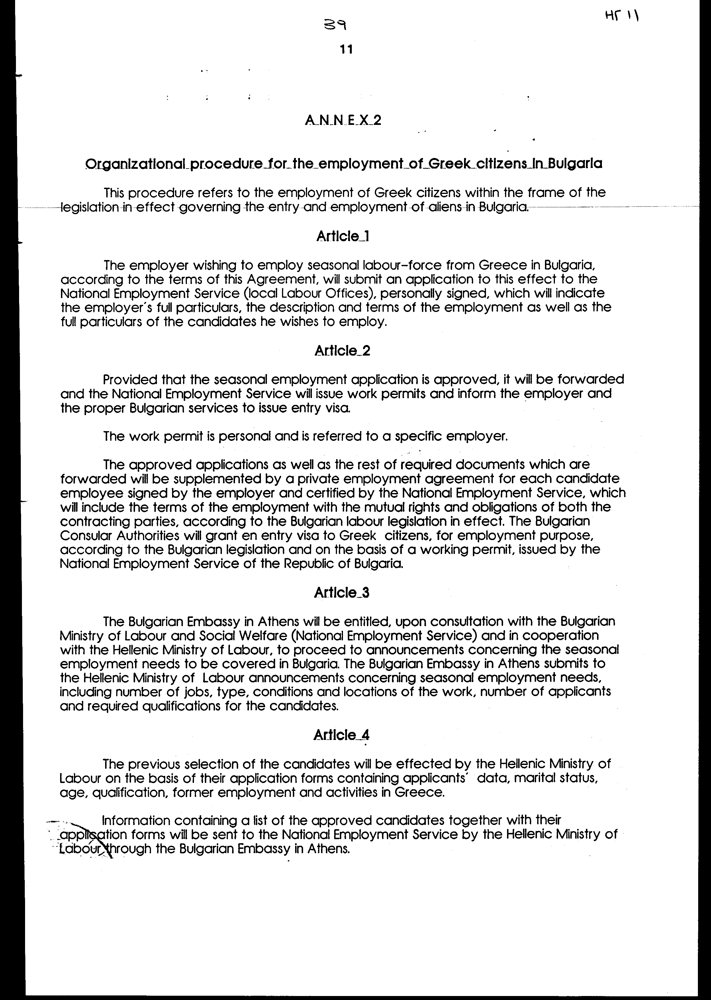 39
11
ANNEX 2
Organizational procedure for the employment of Greek citizens in Bulgaria
This procedure refers to the employment of Greek citizens within the frame of the
legislation in effect governing the entry and employment of aliens in Bulgaria.
Article 1
The employer wishing to employ seasonal labour-force from Greece in Bulgaria,
according to the terms of this Agreement, will submit an application to this effect to the
National Employment Service (local Labour Offices), personally signed, which will indicate
the employer's full particulars, the description and terms of the employment as well as the
full particulars of the candidates he wishes to employ.
Article 2
Provided that the seasonal employment application is approved, it will be forwarded
and the National Employment Service will issue work permits and inform the employer and
the proper Bulgarian services to issue entry visa.
The work permit is personal and is referred to a specific employer.
The approved applications as well as the rest of required documents which are
forwarded will be supplemented by a private employment agreement for each candidate
employee signed by the employer and certified by the National Employment Service, which
will include the terms of the employment with the mutual rights and obligations of both the
contracting parties, according to the Bulgarian labour legislation in effect. The Bulgarian
Consular Authorities will grant en entry visa to Greek citizens, for employment purpose,
according to the Bulgarian legislation and on the basis of a working permit, issued by the
National Employment Service of the Republic of Bulgaria.
Article 3
The Bulgarian Embassy in Athens will be entitled, upon consultation with the Bulgarian
Ministry of Labour and Social Welfare (National Employment Service) and in cooperation
with the Hellenic Ministry of Labour, to proceed to announcements concerning the seasonal
employment needs to be covered in Bulgaria. The Bulgarian Embassy in Athens submits to
the Hellenic Ministry of Labour announcements concerning seasonal employment needs,
including number of jobs, type, conditions and locations of the work, number of applicants
and required qualifications for the candidates.
Article 4
The previous selection of the candidates will be effected by the Hellenic Ministry of
Labour on the basis of their application forms containing applicants' data, marital status,
age, qualification, former employment and activities in Greece.
Information containing a list of the approved candidates together with their
application forms will be sent to the National Employment Service by the Hellenic Ministry of
Labour through the Bulgarian Embassy in Athens.